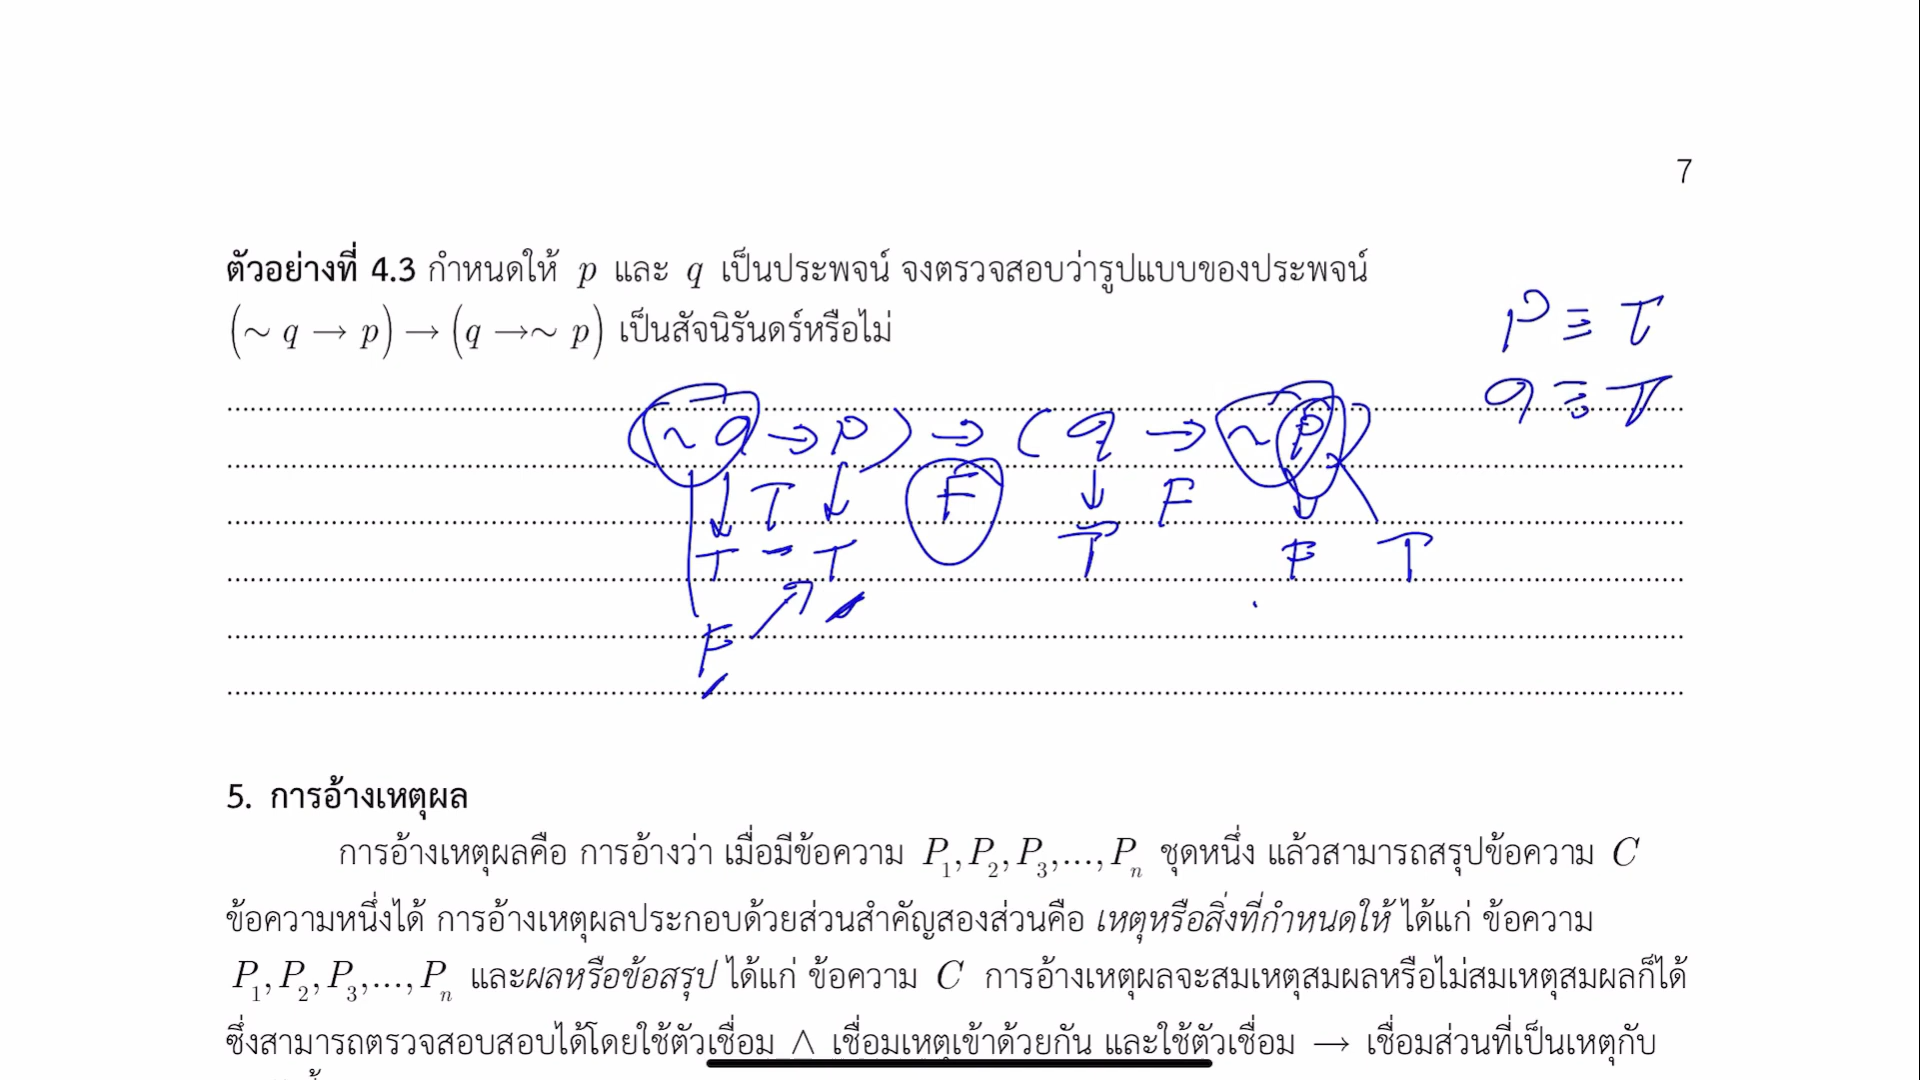 7
ตัวอย่างที่ 4.3 กำหนดให้ p และ q เป็นประพจน์ จงตรวจสอบว่ารูปแบบของประพจน์
(∼ q → p) → (q →∼ p) เป็นสัจนิรันดร์หรือไม่
p ≡ T
q ≡ T
(~q → p) → (q → ~p)
T F F
T T T F T
F
5. การอ้างเหตุผล
การอ้างเหตุผลคือ การอ้างว่า เมื่อมีข้อความ P₁, P₂, P₃,..., Pₙ ชุดหนึ่ง แล้วสามารถสรุปข้อความ C
ข้อความหนึ่งได้ การอ้างเหตุผลประกอบด้วยส่วนสำคัญสองส่วนคือ เหตุหรือสิ่งที่กำหนดให้ ได้แก่ ข้อความ
P₁, P₂, P₃,..., Pₙ และผลหรือข้อสรุป ได้แก่ ข้อความ C การอ้างเหตุผลจะสมเหตุสมผลหรือไม่สมเหตุสมผลก็ได้
ซึ่งสามารถตรวจสอบสอบได้โดยใช้ตัวเชื่อม ∧ เชื่อมเหตุเข้าด้วยกัน และใช้ตัวเชื่อม → เชื่อมส่วนที่เป็นเหตุกับ